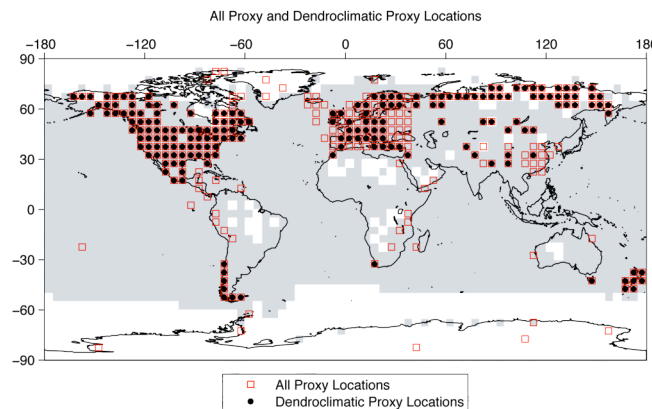 All Proxy and Dendroclimatic Proxy Locations
−180 −120 −60 0 60 120 180
90
60
30
0
−30
−60
−90
All Proxy Locations
Dendroclimatic Proxy Locations